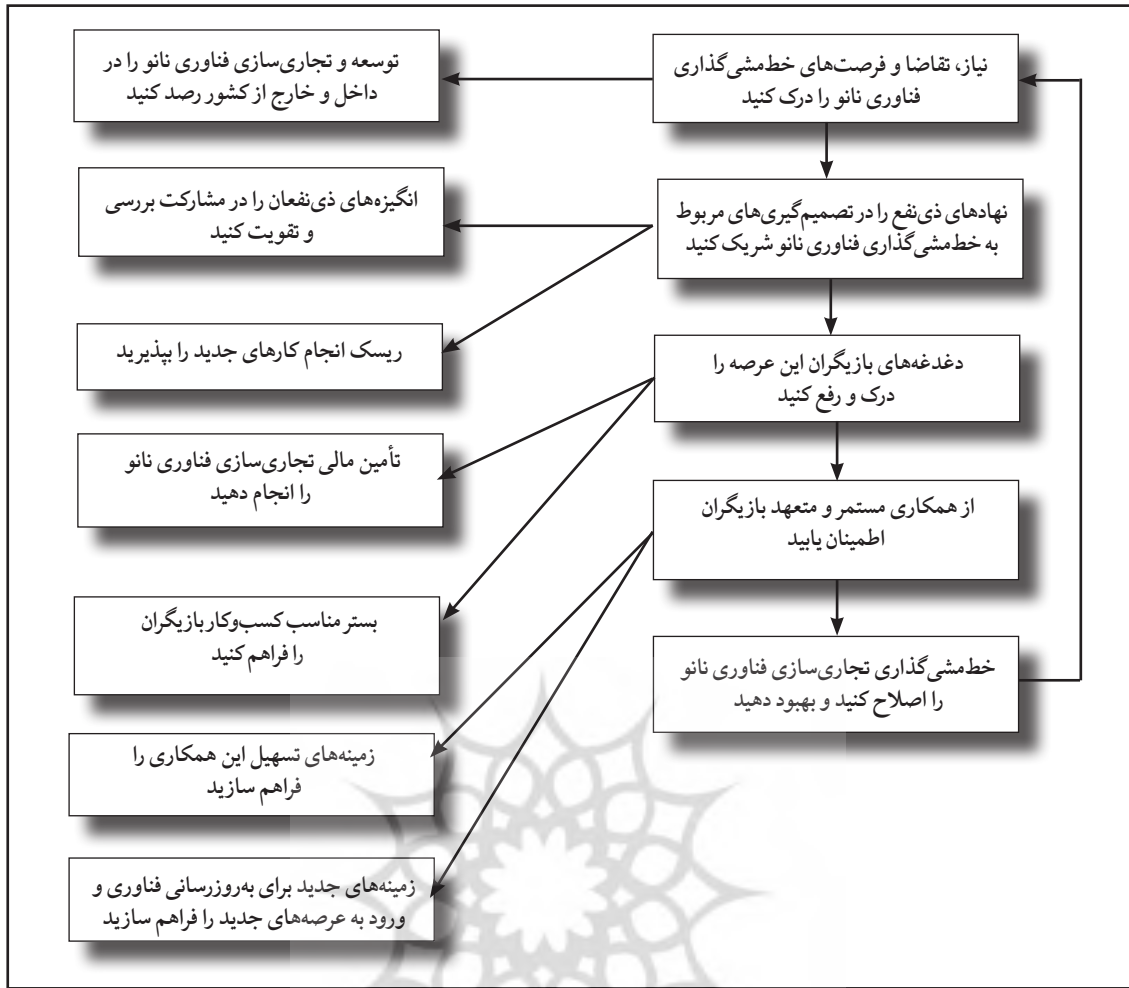 نیاز، تقاضا و فرصت‌های خط‌مشی‌گذاری
فناوری نانو را درک کنید
توسعه و تجاری‌سازی فناوری نانو را در
داخل و خارج از کشور رصد کنید
نهادهای ذی‌نفع را در تصمیم‌گیری‌های مربوط
به خط‌مشی‌گذاری فناوری نانو شریک کنید
انگیزه‌های ذی‌نفعان را در مشارکت بررسی
و تقویت کنید
ریسک انجام کارهای جدید را بپذیرید
دغدغه‌های بازیگران این عرصه را
درک و رفع کنید
تأمین مالی تجاری‌سازی فناوری نانو
را انجام دهید
بستر مناسب کسب‌وکار بازیگران
را فراهم کنید
از همکاری مستمر و متعهد بازیگران
اطمینان یابید
زمینه‌های تسهیل این همکاری را
فراهم سازید
زمینه‌های جدید برای به‌روزرسانی فناوری و
ورود به عرصه‌های جدید را فراهم سازید
خط‌مشی‌گذاری تجاری‌سازی فناوری نانو
را اصلاح کنید و بهبود دهید